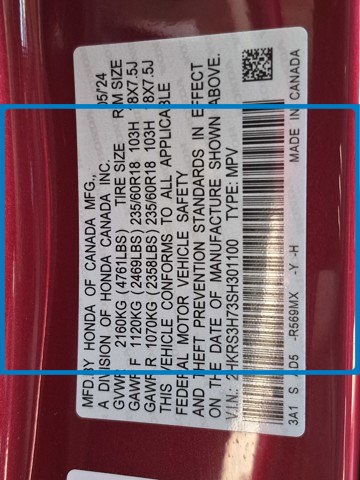 MFD.BY HONDA OF CANADA MFG., 05/24
A DIVISION OF HONDA CANADA INC.
TIRE SIZE RIM SIZE
GVWR 2160KG (4761LBS)
GAWR F 1120KG (2469LBS) 235/60R18 103H 18X7.5J
GAWR R 1070KG (2358LBS) 235/60R18 103H 18X7.5J
THIS VEHICLE CONFORMS TO ALL APPLICABLE
FEDERAL MOTOR VEHICLE SAFETY
AND THEFT PREVENTION STANDARDS IN EFFECT
ON THE DATE OF MANUFACTURE SHOWN ABOVE.
V.I.N.: 2HKRS3H73SH301100 TYPE: MPV
3A1 S LD5 -R569MX -Y -H MADE IN CANADA